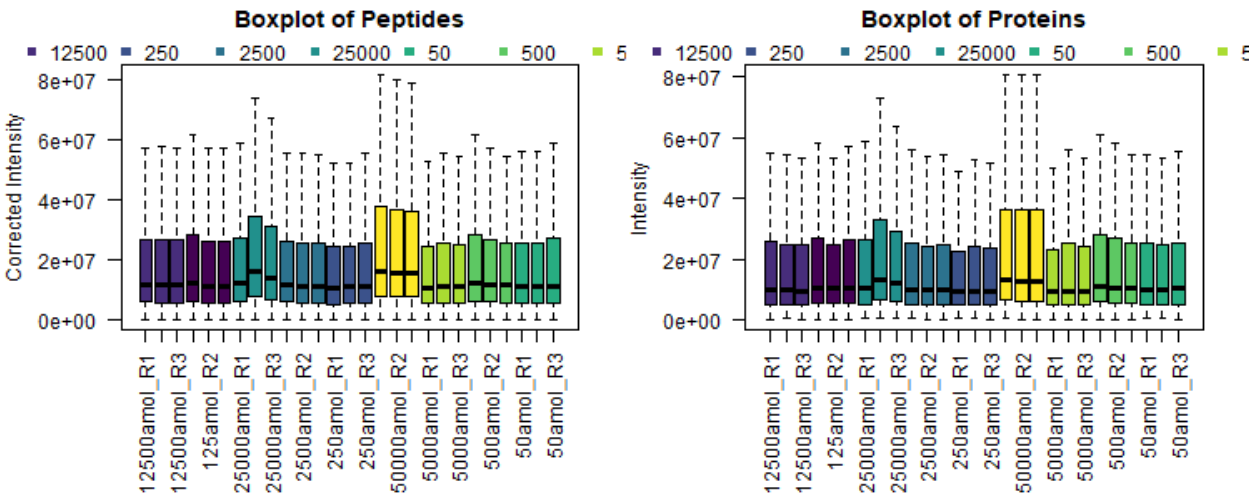 Boxplot of Peptides
12500 250 2500 25000 50 500 5
8e+07
6e+07
4e+07
2e+07
0e+00
Corrected Intensity
12500amol_R1
12500amol_R3
125amol_R2
25000amol_R1
25000amol_R3
2500amol_R2
250amol_R1
250amol_R3
50000amol_R2
5000amol_R1
5000amol_R3
500amol_R2
50amol_R1
50amol_R3
Boxplot of Proteins
12500 250 2500 25000 50 500 5
8e+07
6e+07
4e+07
2e+07
0e+00
Intensity
12500amol_R1
12500amol_R3
125amol_R2
25000amol_R1
25000amol_R3
2500amol_R2
250amol_R1
250amol_R3
50000amol_R2
5000amol_R1
5000amol_R3
500amol_R2
50amol_R1
50amol_R3